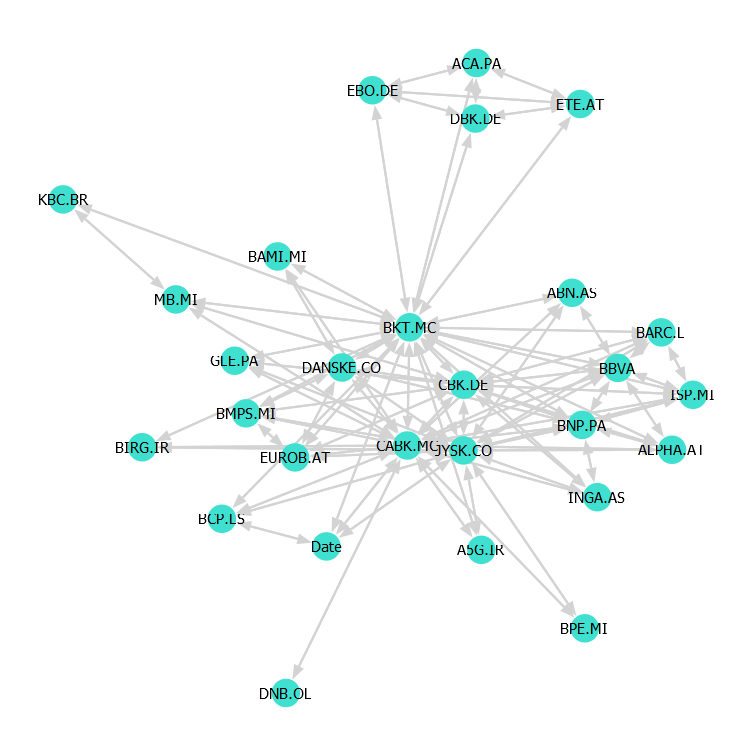 ACA.PA
EBO.DE
ETE.AT
DBK.DE
KBC.BR
BAMI.MI
ABN.AS
MB.MI
BKT.MC
BARC.L
GLE.PA
DANSKE.CO
BBVA
CBK.DE
ISP.MI
BMPS.MI
BNP.PA
BIRG.IR
CABK.MC
JYSK.CO
ALPHA.AT
EUROB.AT
INGA.AS
BCP.LS
Date
A5G.IR
BPE.MI
DNB.OL